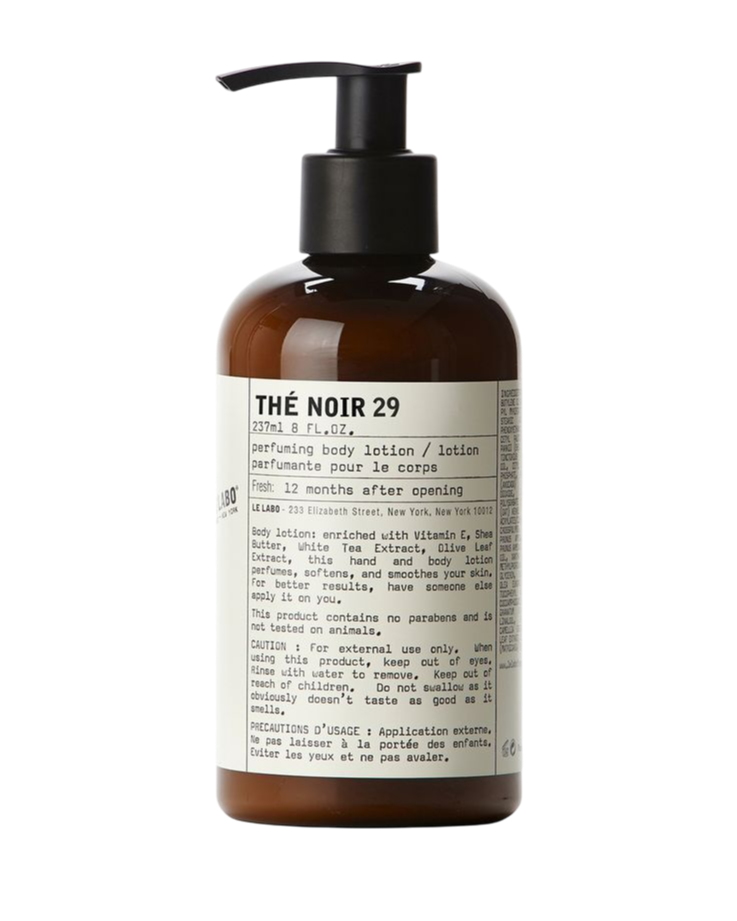 THÉ NOIR 29
237ml 8 FL.OZ.
perfuming body lotion / lotion
parfumante pour le corps
Fresh: 12 months after opening
LE LABO - 233 Elizabeth Street, New York, New York 10012
Body lotion: enriched with Vitamin E, Shea
Butter, White Tea Extract, Olive Leaf
Extract, this hand and body lotion
perfumes, softens, and smoothes your skin.
For better results, have someone else
apply it on you.
This product contains no parabens and is
not tested on animals.
CAUTION : For external use only. When
using this product, keep out of eyes.
Rinse with water to remove. Keep out of
reach of children. Do not swallow as it
obviously doesn't taste as good as it
smells.
PRECAUTIONS D'USAGE : Application externe.
Ne pas laisser à la portée des enfants.
Eviter les yeux et ne pas avaler.
LABO